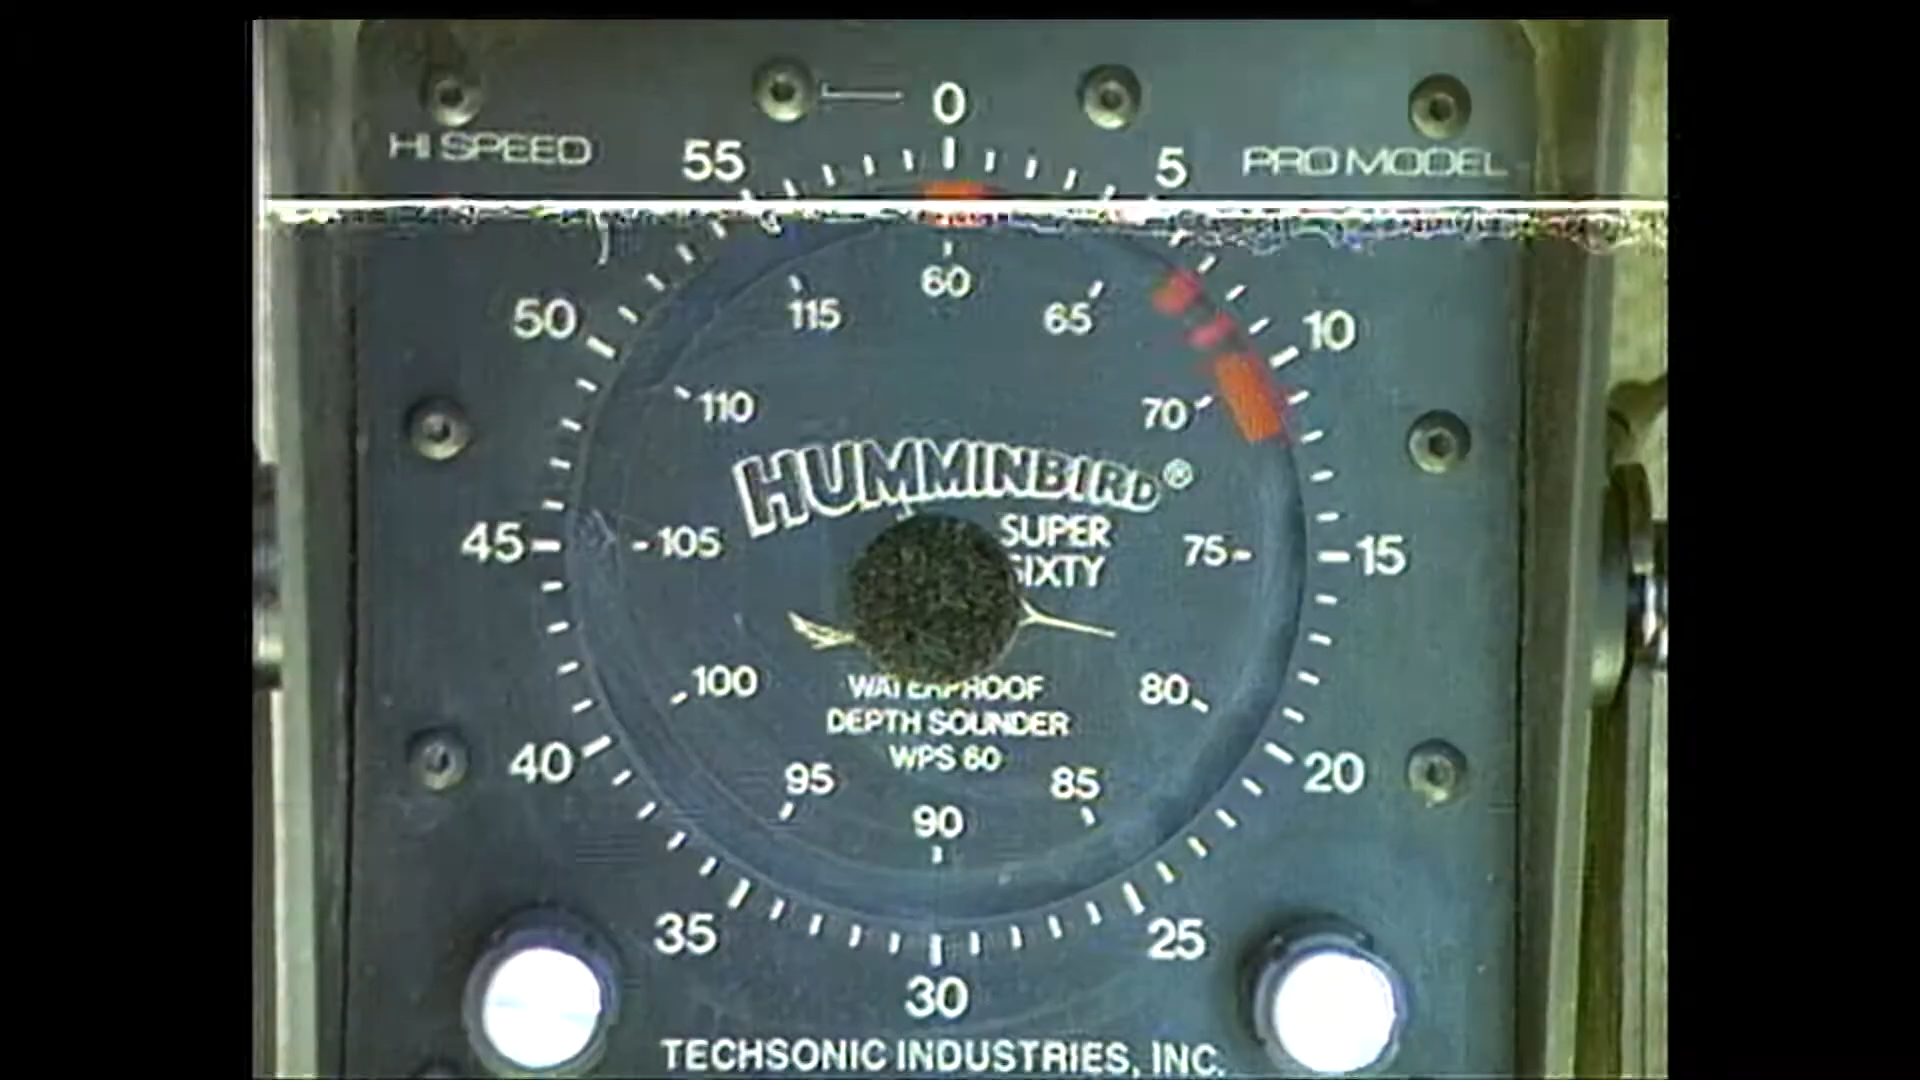 0
HI SPEED 55 5 PRO MODEL
50 115 60 65 10
110 70
HUMMINBIRD®
45 105 SUPER 75 15
SIXTY
100 WATERPROOF 80
DEPTH SOUNDER
40 WPS 60 20
95 85
90
35 25
30
TECHSONIC INDUSTRIES, INC.